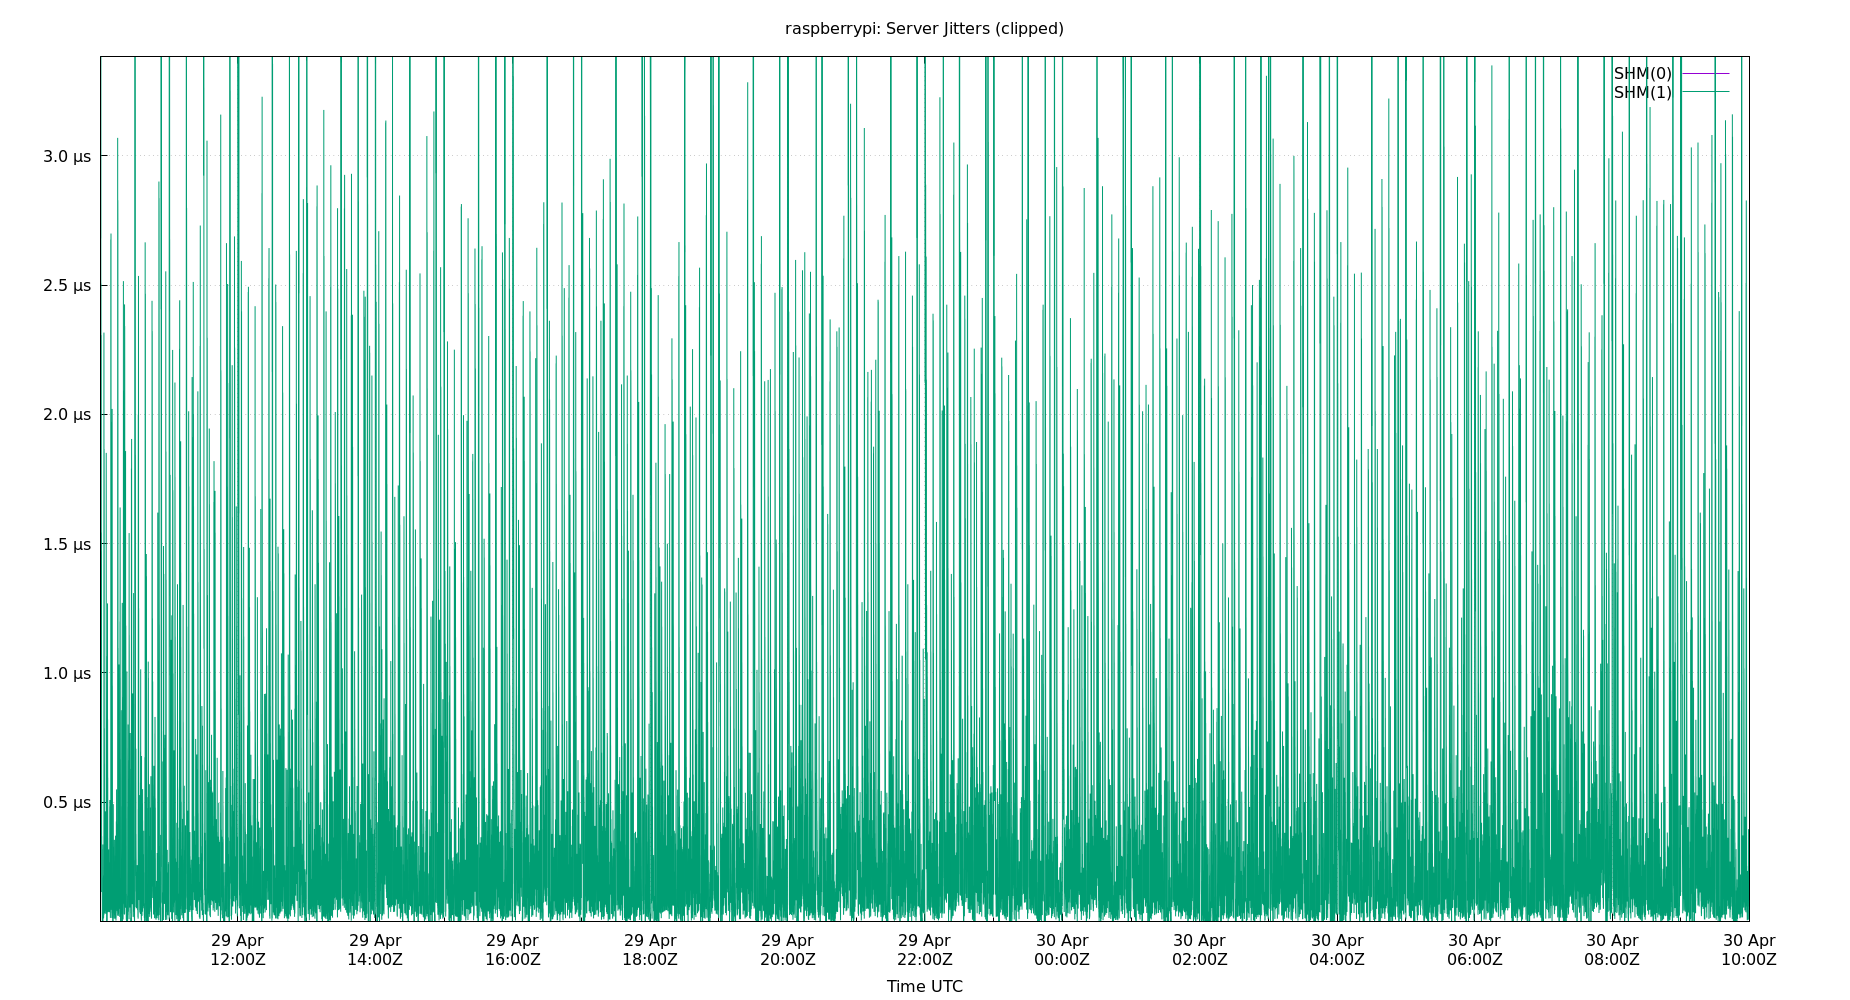 raspberrypi: Server Jitters (clipped)
SHM(0)
SHM(1)
3.0 µs
2.5 µs
2.0 µs
1.5 µs
1.0 µs
0.5 µs
29 Apr 29 Apr 29 Apr 29 Apr 29 Apr 29 Apr 30 Apr 30 Apr 30 Apr 30 Apr 30 Apr 30 Apr
12:00Z 14:00Z 16:00Z 18:00Z 20:00Z 22:00Z 00:00Z 02:00Z 04:00Z 06:00Z 08:00Z 10:00Z
Time UTC